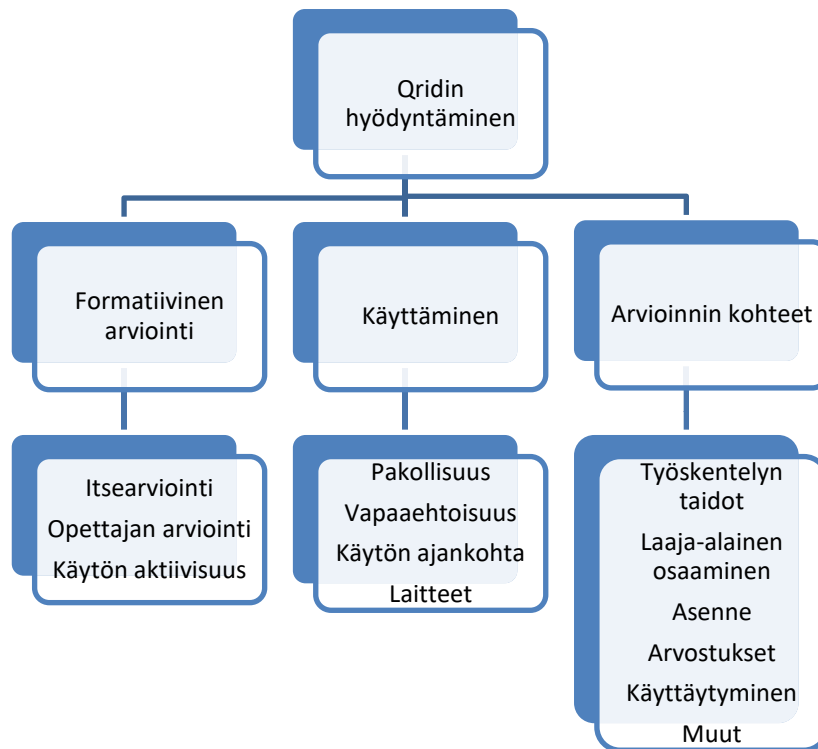 Qridin
hyödyntäminen
Formatiivinen
arviointi
Käyttäminen
Arvioinnin kohteet
Itsearviointi
Opettajan arviointi
Käytön aktiivisuus
Pakollisuus
Vapaaehtoisuus
Käytön ajankohta
Laitteet
Työskentelyn
taidot
Laaja-alainen
osaaminen
Asenne
Arvostukset
Käyttäytyminen
Muut